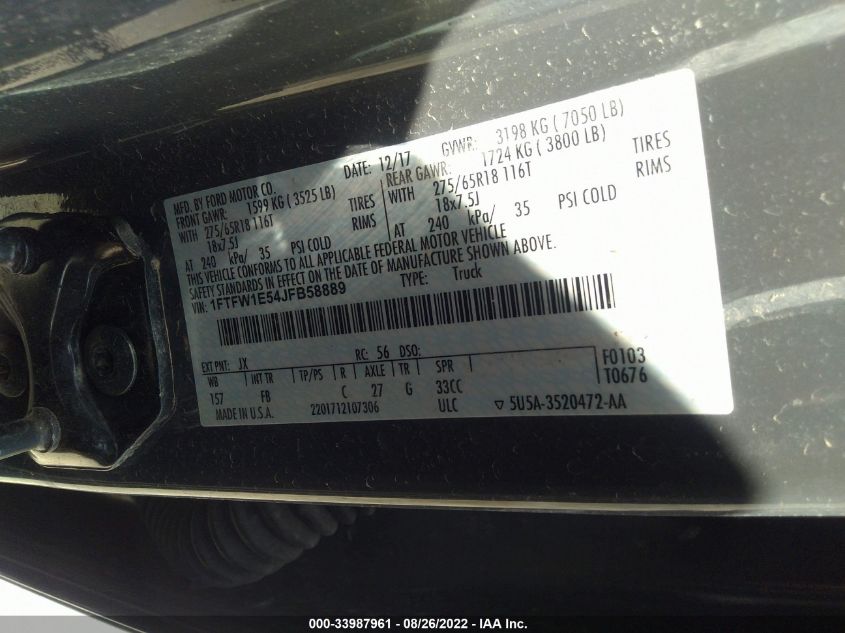 MFD. BY FORD MOTOR CO.
DATE: 12/17 GVWR: 3198 KG ( 7050 LB)
FRONT GAWR: 1599 KG ( 3525 LB) REAR GAWR: 1724 KG ( 3800 LB)
WITH 275/65R18 116T TIRES WITH 275/65R18 116T TIRES
18x7.5J RIMS 18x7.5J RIMS
AT 240 kPa/ 35 PSI COLD AT 240 kPa/ 35 PSI COLD
THIS VEHICLE CONFORMS TO ALL APPLICABLE FEDERAL MOTOR VEHICLE
SAFETY STANDARDS IN EFFECT ON THE DATE OF MANUFACTURE SHOWN ABOVE.
VIN: 1FTFW1E54JFB58889 TYPE: Truck
EXT PNT: JX RC: 56 DSO: F0103
WB INT TR TP/PS R AXLE TR SPR T0676
157 FB C 27 G 33CC
MADE IN U.S.A. 2201712107306 ULC ▽ 5U5A-3520472-AA
000-33987961 - 08/26/2022 - IAA Inc.